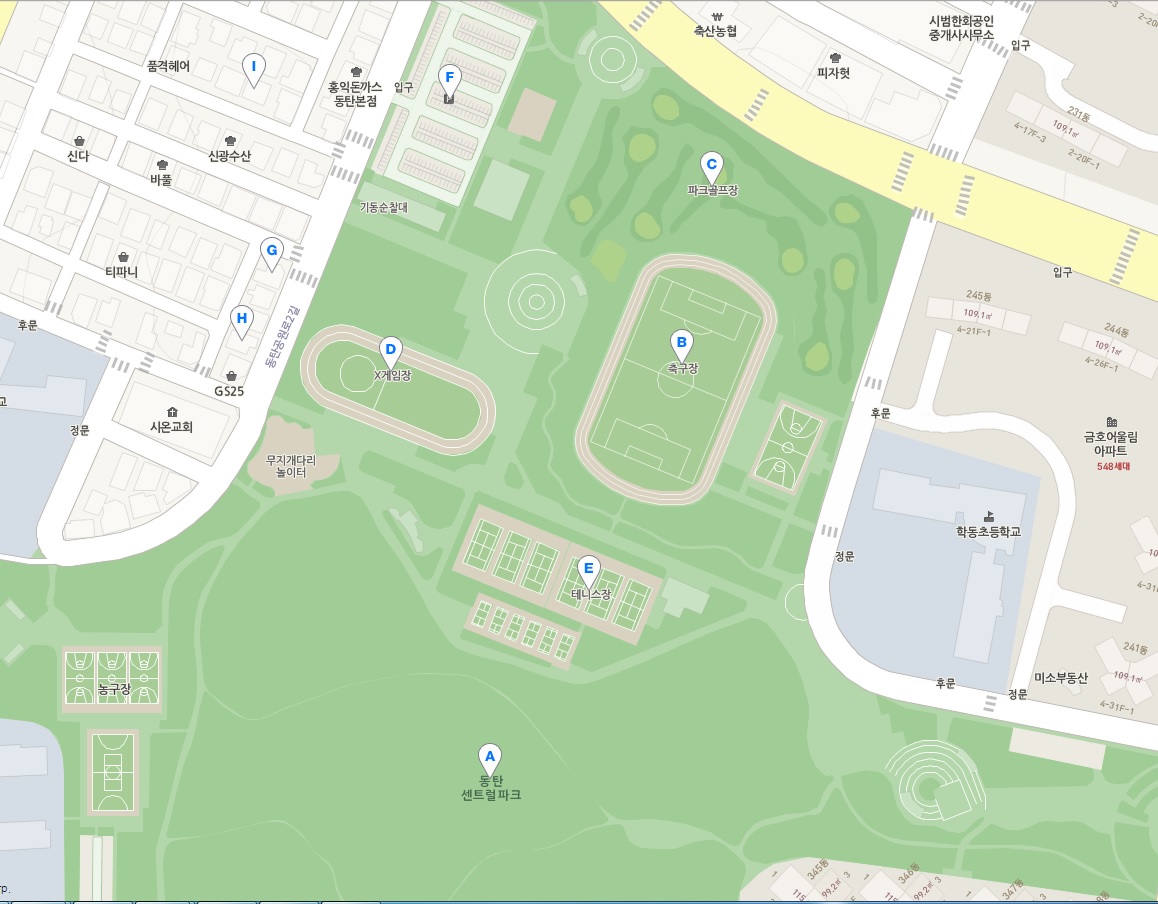 축산농협
시범한화공인
중개사사무소
입구
피자헛
품격헤어
I
홍익돈까스
동탄본점
입구
F
P
231동
109.1㎡
4-17F-3
2-20F-1
신다
바풀
신광수산
C
파크골프장
기동순찰대
G
티파니
입구
245동
109.1㎡
4-21F-1
244동
109.1㎡
4-26F-1
후문
H
동탄공원로2길
D
X게임장
B
축구장
GS25
사온교회
정문
교
후문
금호어울림
아파트
548세대
무지개다리
놀이터
학동초등학교
정문
E
테니스장
농구장
후문
정문
미소부동산
241동
109.1㎡
4-31F-1
A
동탄
센트럴파크
345동
99.2㎡
346동
99.2㎡
347동
rp.